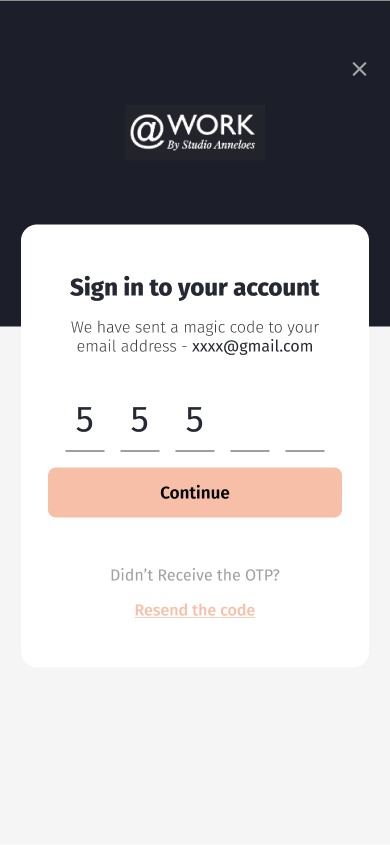 @WORK
By Studio Anneloes
Sign in to your account
We have sent a magic code to your
email address - xxxx@gmail.com
5 5 5
Continue
Didn’t Receive the OTP?
Resend the code